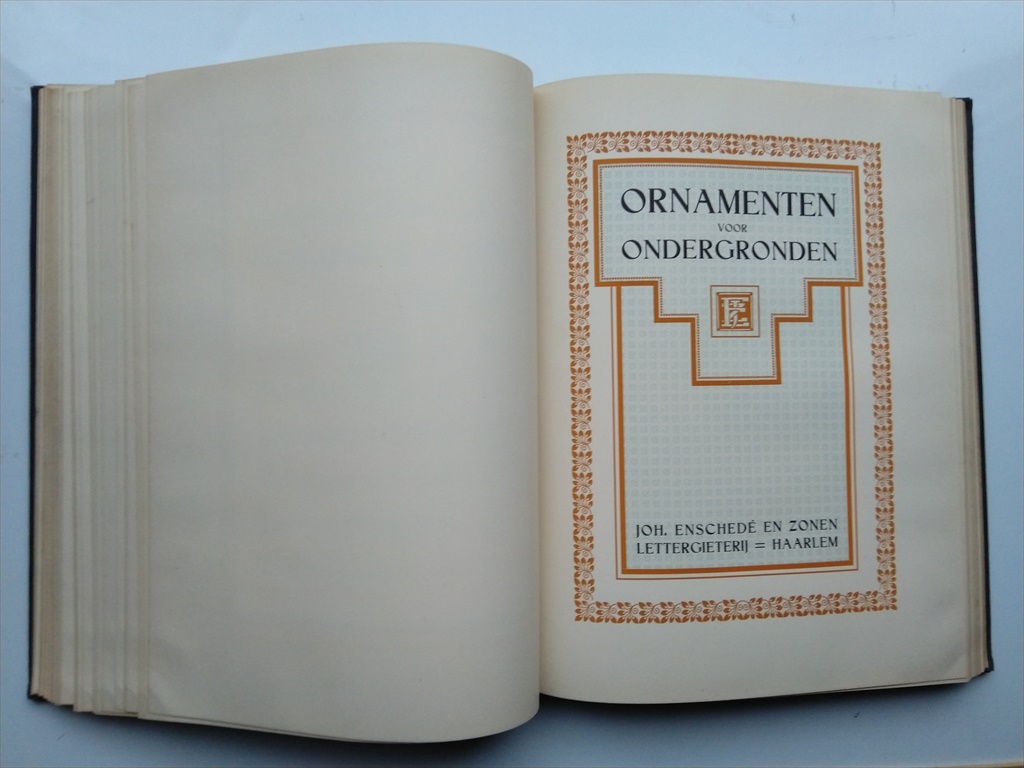 ORNAMENTEN
VOOR
ONDERGRONDEN
JOH. ENSCHEDÉ EN ZONEN
LETTERGIETERIJ = HAARLEM